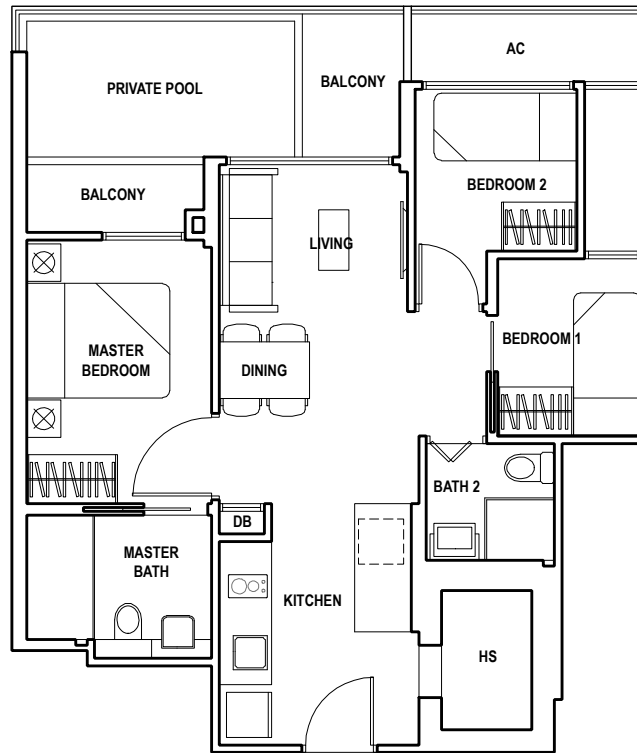 AC
PRIVATE POOL
BALCONY
BEDROOM 2
BALCONY
LIVING
BEDROOM 1
MASTER
BEDROOM
DINING
BATH 2
DB
MASTER
BATH
KITCHEN
HS